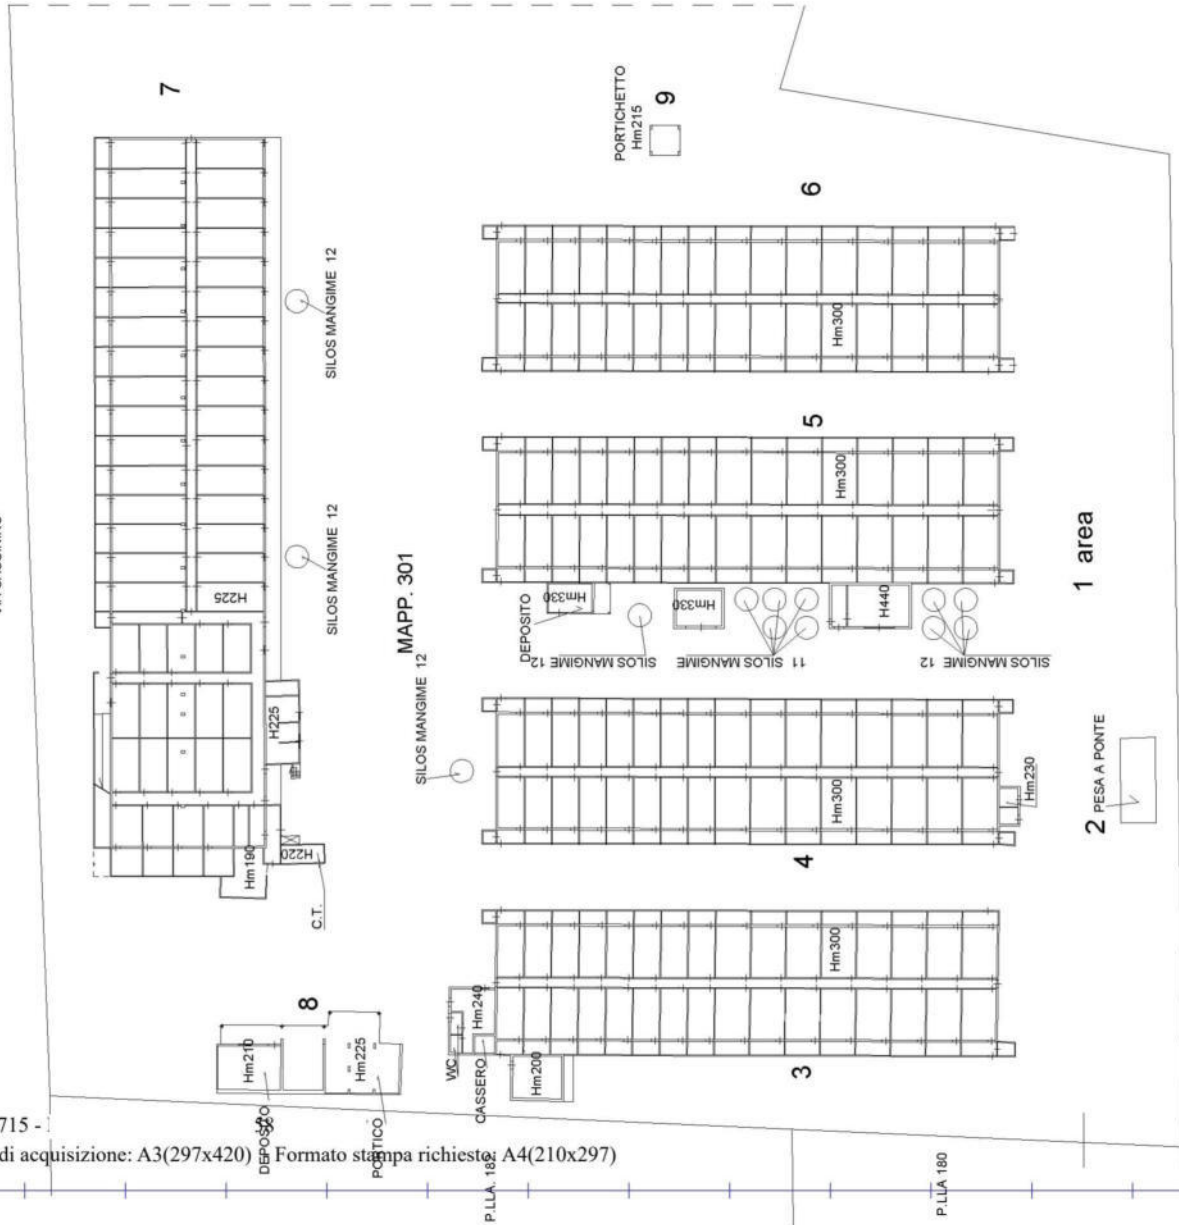 7
PORTICHETTO
Hm215
9
6
SILOS MANGIME 12
Hm300
5
Hm300
SILOS MANGIME 12
H225
MAPP. 301
1 area
DEPOSITO
Hm330
Hm330
H440
SILOS MANGIME 12
11 SILOS MANGIME
SILOS MANGIME 12
SILOS MANGIME 12
H225
Hm300
Hm230
2 PESA A PONTE
Hm190
H220
C.T.
4
Hm300
8
Hm210
Hm225
Hm240
WC
CASSERO
Hm200
3
DEPOSITO
PORTICO
715 -
di acquisizione: A3(297x420) - Formato stampa richiesto: A4(210x297)
P.LLA. 182
P.LLA 180